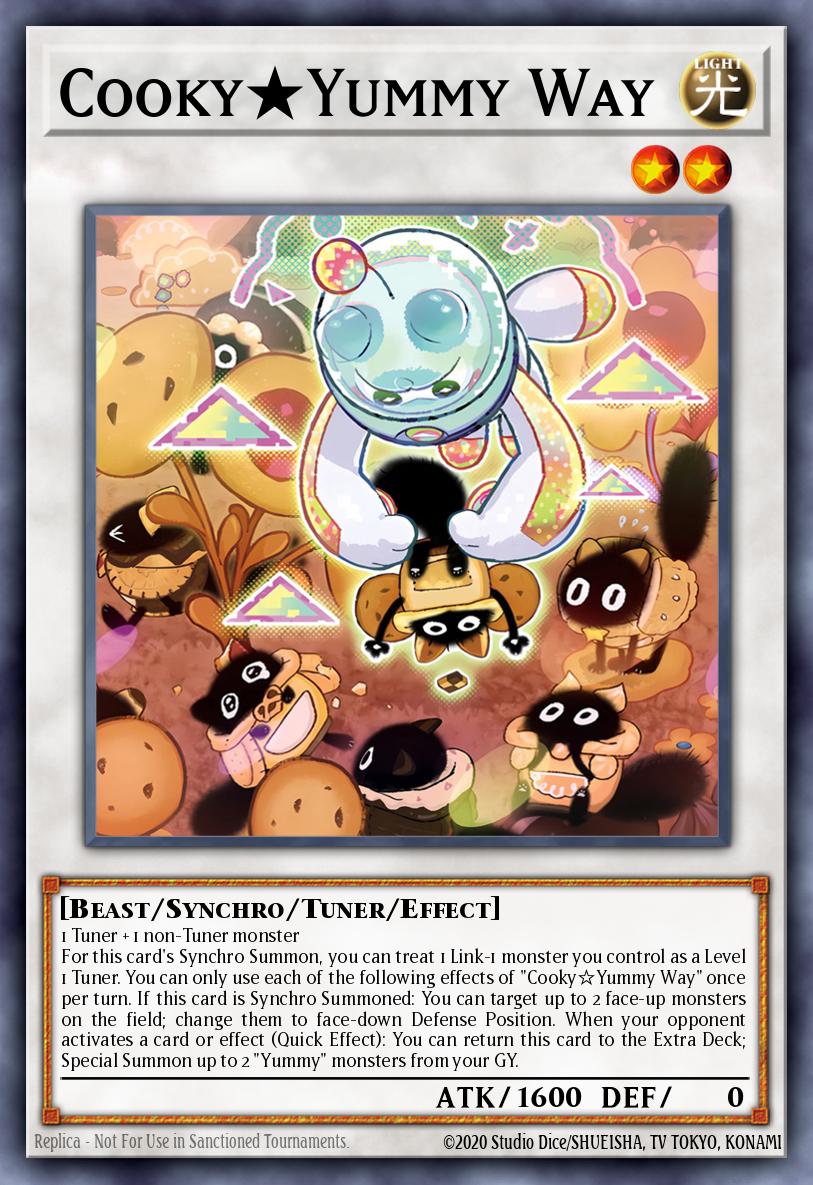 Cooky★Yummy Way
LIGHT
光
[Beast/Synchro/Tuner/Effect]
1 Tuner + 1 non-Tuner monster
For this card's Synchro Summon, you can treat 1 Link-1 monster you control as a Level
1 Tuner. You can only use each of the following effects of "Cooky☆Yummy Way" once
per turn. If this card is Synchro Summoned: You can target up to 2 face-up monsters
on the field; change them to face-down Defense Position. When your opponent
activates a card or effect (Quick Effect): You can return this card to the Extra Deck;
Special Summon up to 2 "Yummy" monsters from your GY.
ATK/1600 DEF/ 0
Replica - Not For Use in Sanctioned Tournaments. ©2020 Studio Dice/SHUEISHA, TV TOKYO, KONAMI